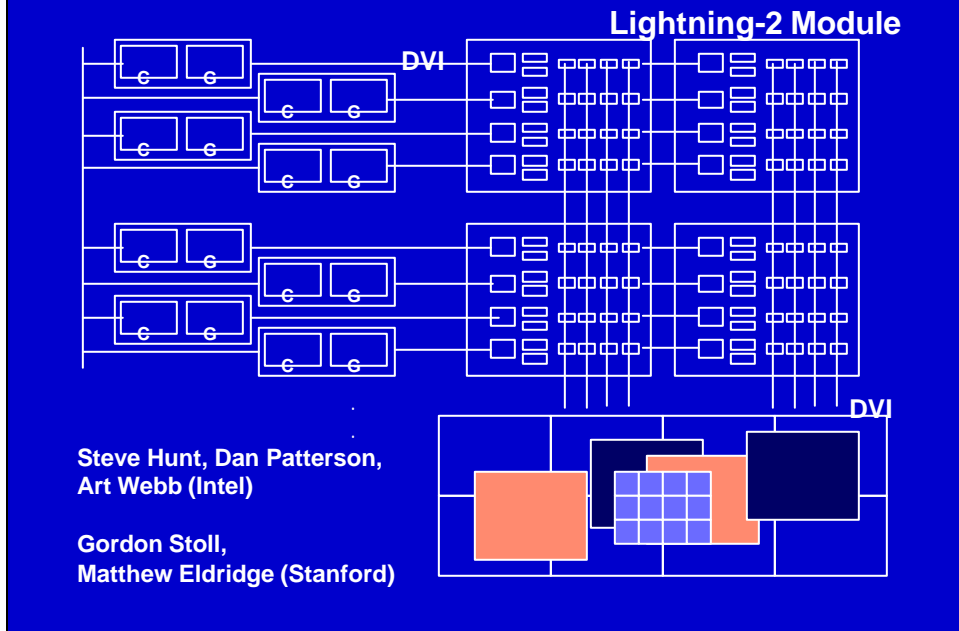 Lightning-2 Module
DVI
C G
C G
C G
C G
C G
C G
C G
C G
DVI
Steve Hunt, Dan Patterson,
Art Webb (Intel)
Gordon Stoll,
Matthew Eldridge (Stanford)